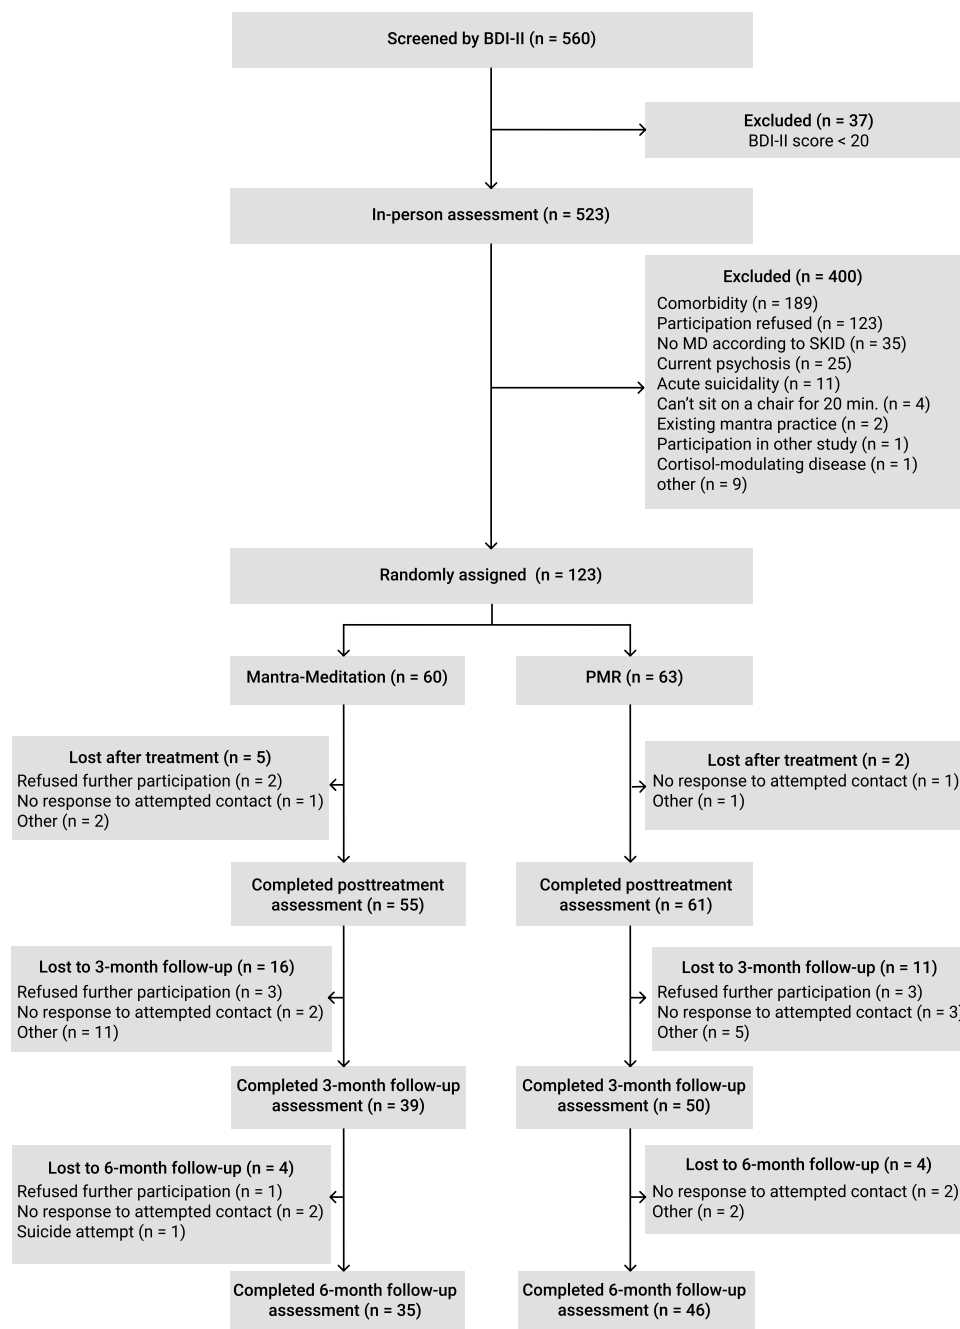 Screened by BDI-II (n = 560)
Excluded (n = 37)
BDI-II score < 20
In-person assessment (n = 523)
Excluded (n = 400)
Comorbidity (n = 189)
Participation refused (n = 123)
No MD according to SKID (n = 35)
Current psychosis (n = 25)
Acute suicidality (n = 11)
Can't sit on a chair for 20 min. (n = 4)
Existing mantra practice (n = 2)
Participation in other study (n = 1)
Cortisol-modulating disease (n = 1)
other (n = 9)
Randomly assigned (n = 123)
Mantra-Meditation (n = 60)
PMR (n = 63)
Lost after treatment (n = 5)
Refused further participation (n = 2)
No response to attempted contact (n = 1)
Other (n = 2)
Lost after treatment (n = 2)
No response to attempted contact (n = 1)
Other (n = 1)
Completed posttreatment
assessment (n = 55)
Completed posttreatment
assessment (n = 61)
Lost to 3-month follow-up (n = 16)
Refused further participation (n = 3)
No response to attempted contact (n = 2)
Other (n = 11)
Lost to 3-month follow-up (n = 11)
Refused further participation (n = 3)
No response to attempted contact (n = 3)
Other (n = 5)
Completed 3-month follow-up
assessment (n = 39)
Completed 3-month follow-up
assessment (n = 50)
Lost to 6-month follow-up (n = 4)
Refused further participation (n = 1)
No response to attempted contact (n = 2)
Suicide attempt (n = 1)
Lost to 6-month follow-up (n = 4)
No response to attempted contact (n = 2)
Other (n = 2)
Completed 6-month follow-up
assessment (n = 35)
Completed 6-month follow-up
assessment (n = 46)